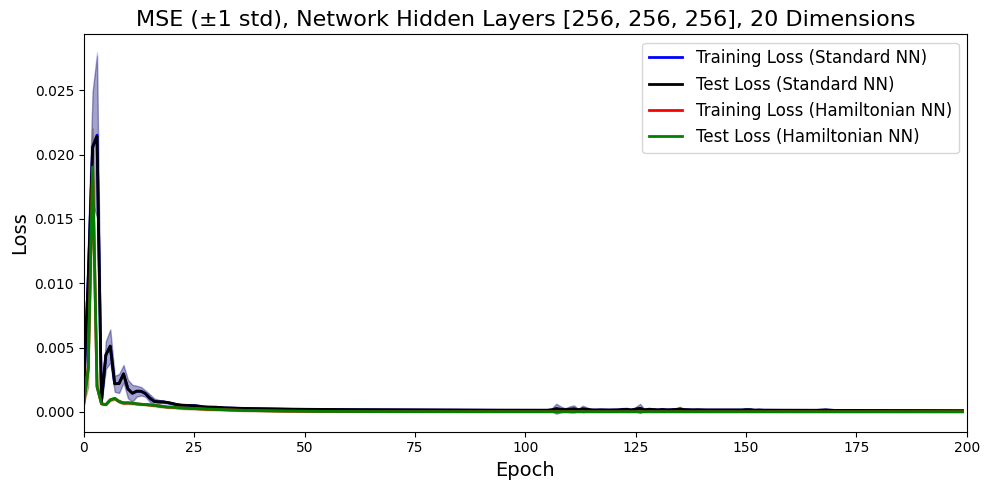 MSE (±1 std), Network Hidden Layers [256, 256, 256], 20 Dimensions
Training Loss (Standard NN)
Test Loss (Standard NN)
Training Loss (Hamiltonian NN)
Test Loss (Hamiltonian NN)
Loss
0.025
0.020
0.015
0.010
0.005
0.000
0 25 50 75 100 125 150 175 200
Epoch